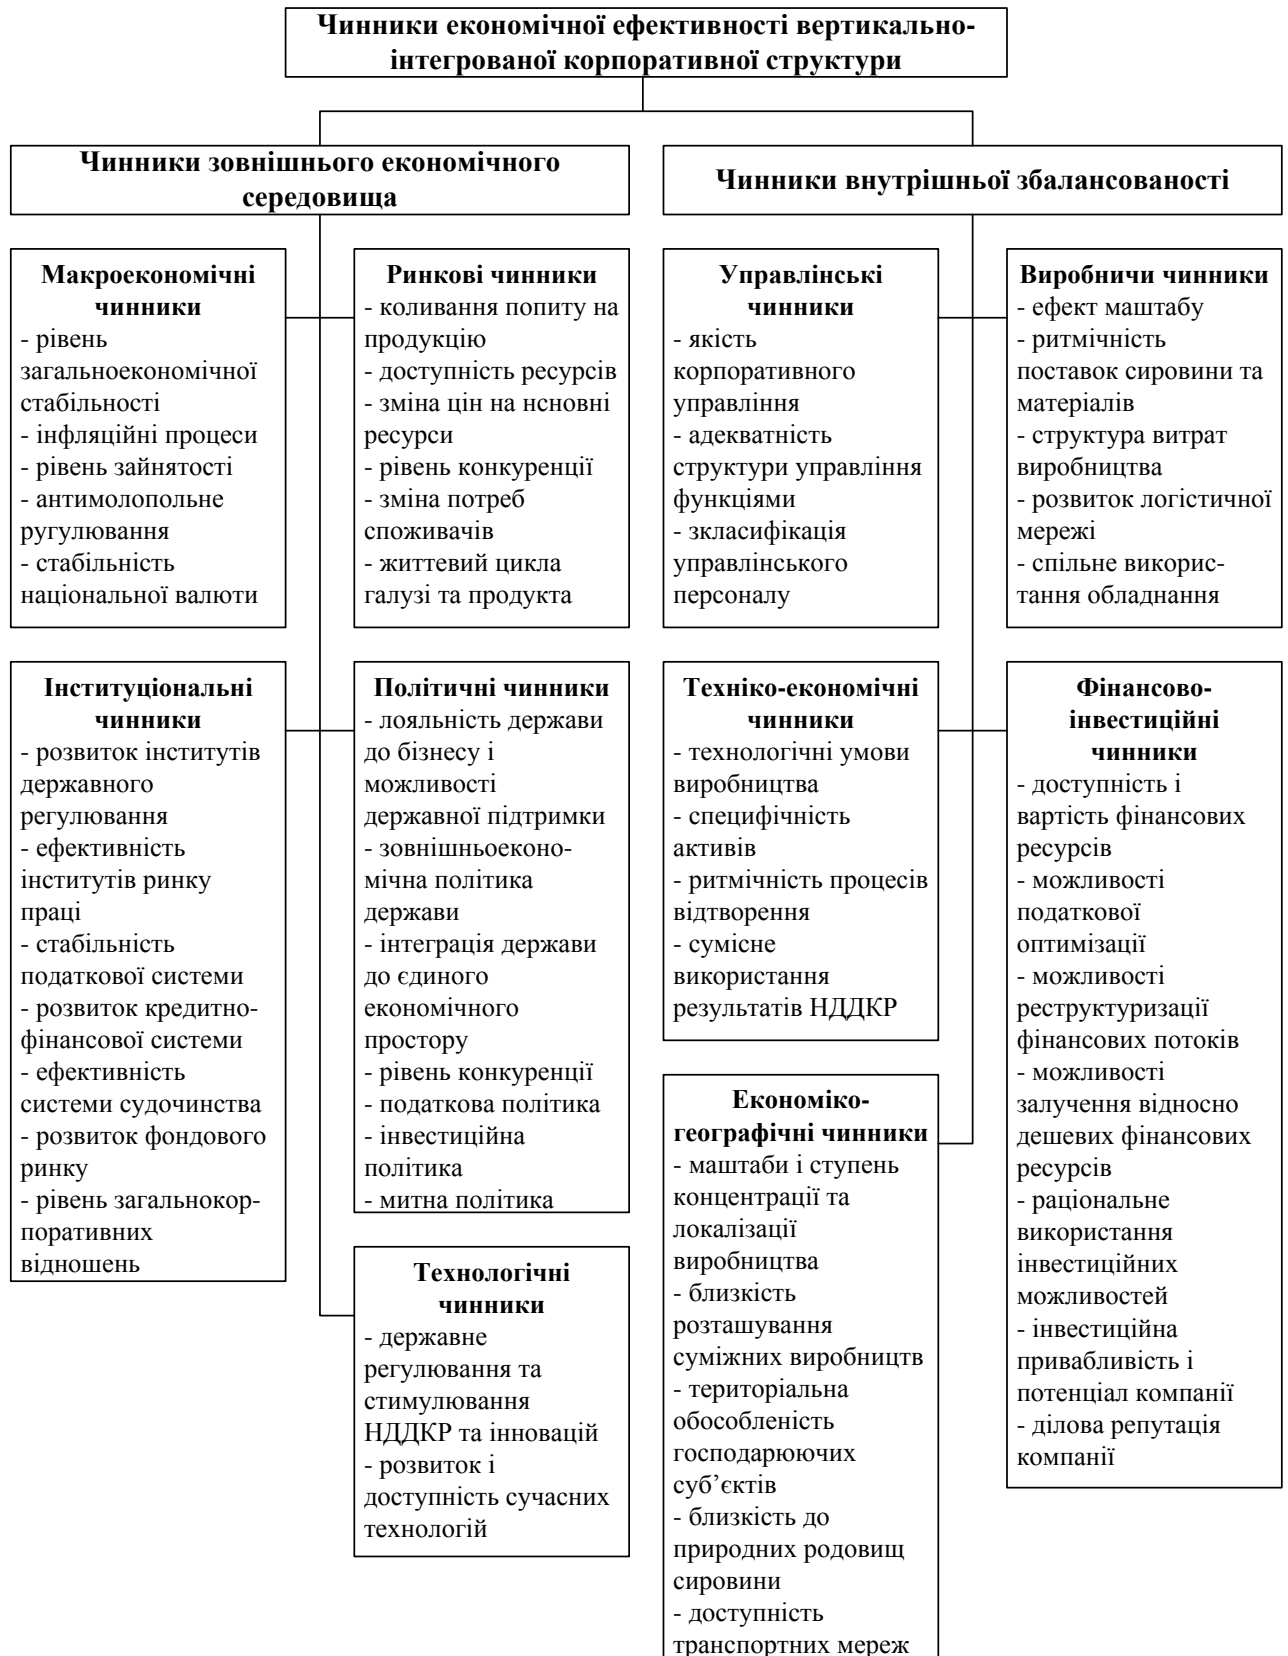 Чинники економічної ефективності вертикально-
інтегрованої корпоративної структури
Чинники зовнішнього економічного
середовища
Чинники внутрішньої збалансованості
Макроекономічні
чинники
- рівень
загальноекономічної
стабільності
- інфляційні процеси
- рівень зайнятості
- антимолопольне
ругулювання
- стабільність
національної валюти
Ринкові чинники
- коливання попиту на
продукцію
- доступність ресурсів
- зміна цін на нсновні
ресурси
- рівень конкуренції
- зміна потреб
споживачів
- життевий цикла
галузі та продукта
Управлінські
чинники
- якість
корпоративного
управління
- адекватність
структури управління
функціями
- зкласифікація
управлінського
персоналу
Виробничи чинники
- ефект маштабу
- ритмічність
поставок сировини та
матеріалів
- структура витрат
виробництва
- розвиток логістичної
мережі
- спільне викорис-
тання обладнання
Інституціональні
чинники
- розвиток інститутів
державного
регулювання
- ефективність
інститутів ринку
праці
- стабільність
податкової системи
- розвиток кредитно-
фінансової системи
- ефективність
системи судочинства
- розвиток фондового
ринку
- рівень загальнокор-
поративних
відношень
Політичні чинники
- лояльність держави
до бізнесу і
можливості
державної підтримки
- зовнішньоеконо-
мічна політика
держави
- інтеграція держави
до єдиного
економічного
простору
- рівень конкуренції
- податкова політика
- інвестиційна
політика
- митна політика
Технологічні
чинники
- державне
регулювання та
стимулювання
НДДКР та інновацій
- розвиток і
доступність сучасних
технологій
Техніко-економічні
чинники
- технологічні умови
виробництва
- специфічність
активів
- ритмічність процесів
відтворення
- сумісне
використання
результатів НДДКР
Економіко-
географічні чинники
- маштаби і ступень
концентрації та
локалізації
виробництва
- близкість
розташування
суміжних виробництв
- територіальна
обособленість
господарюючих
суб’єктів
- близкість до
природних родовищ
сировини
- доступність
транспортних мереж
Фінансово-
інвестиційні
чинники
- доступність і
вартість фінансових
ресурсів
- можливості
податкової
оптимізації
- можливості
реструктуризації
фінансових потоків
- можливості
залучення відносно
дешевих фінансових
ресурсів
- раціональне
використання
інвестиційних
можливостей
- інвестиційна
привабливість і
потенціал компанії
- ділова репутація
компанії